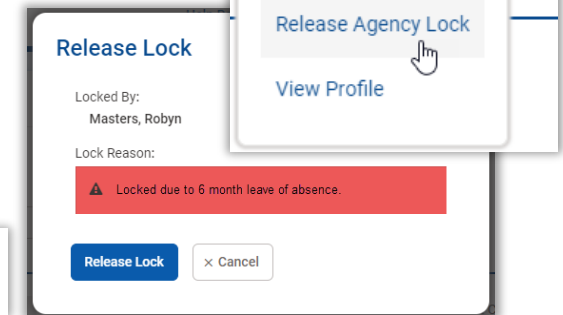 Release Agency Lock
View Profile
Release Lock
Locked By:
Masters, Robyn
Lock Reason:
Locked due to 6 month leave of absence.
Release Lock
× Cancel